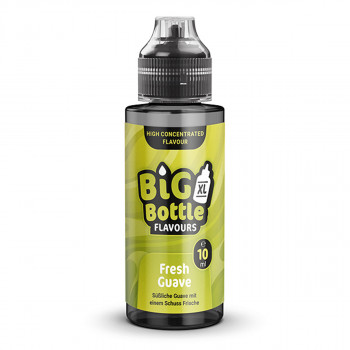 HIGH CONCENTRATED
FLAVOUR
BiG
XL
Bottle
FLAVOURS
e
10
ml
Fresh
Guave
Süßliche Guave mit
einem Schuss Frische